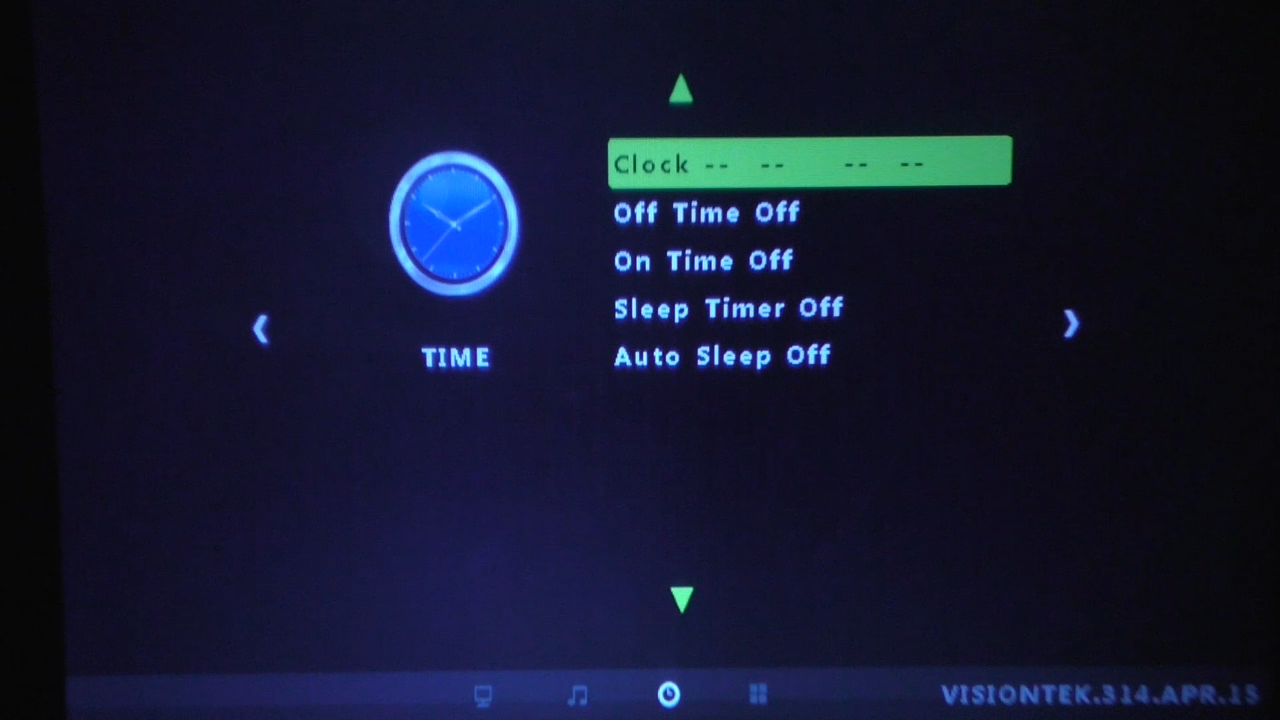 Clock -- -- -- --
Off Time Off
On Time Off
Sleep Timer Off
Auto Sleep Off
TIME
VISIONTEK.314.APR.15